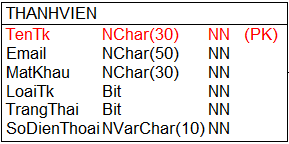 THANHVIEN
TenTk NChar(30) NN (PK)
Email NChar(50) NN
MatKhau NChar(30) NN
LoaiTk Bit NN
TrangThai Bit NN
SoDienThoai NVarChar(10) NN